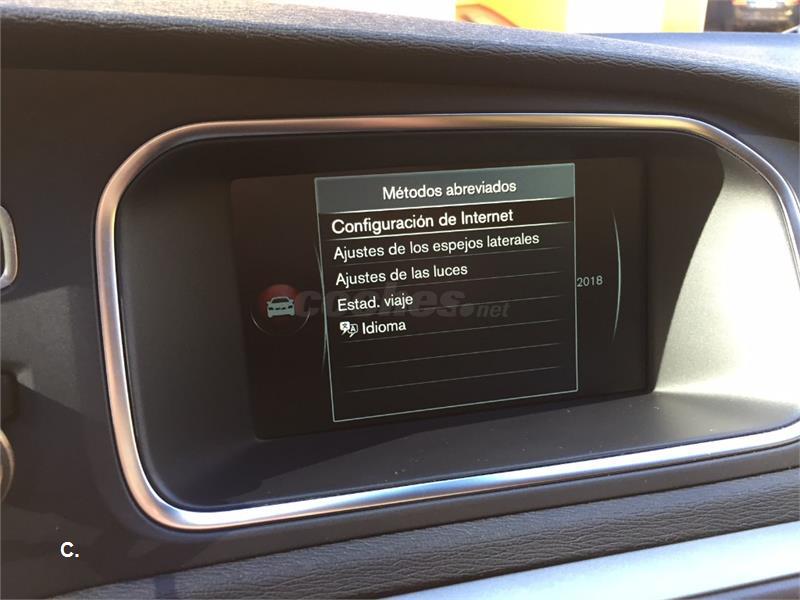 Métodos abreviados
Configuración de Internet
Ajustes de los espejos laterales
Ajustes de las luces
Estad. viaje
Idioma
2018
coches.net
C.